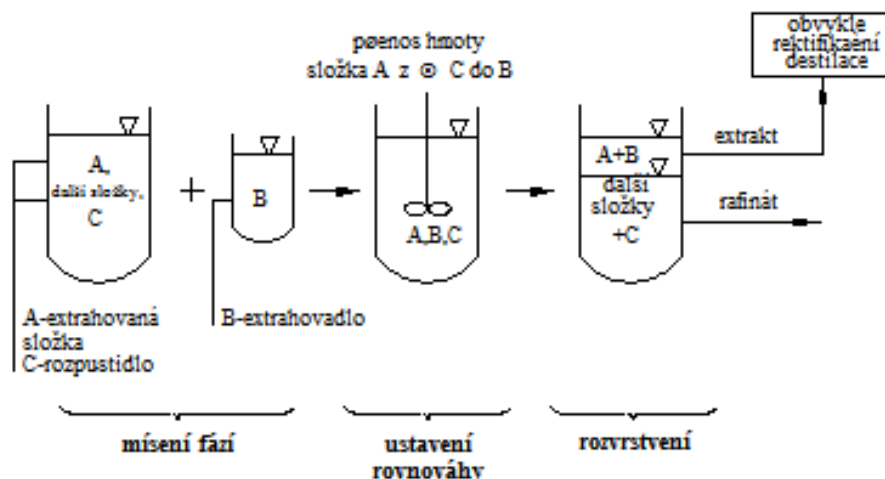 obvykle
rektifikaení
destilace
pøenos hmoty
složka A z ⊙ C do B
A,
další složky,
C
+
B
A,B,C
A+B
další
složky
+C
extrakt
rafinát
A-extrahovaná
složka
C-rozpustidlo
B-extrahovadlo
mísení fází
ustavení
rovnováhy
rozvrstvení